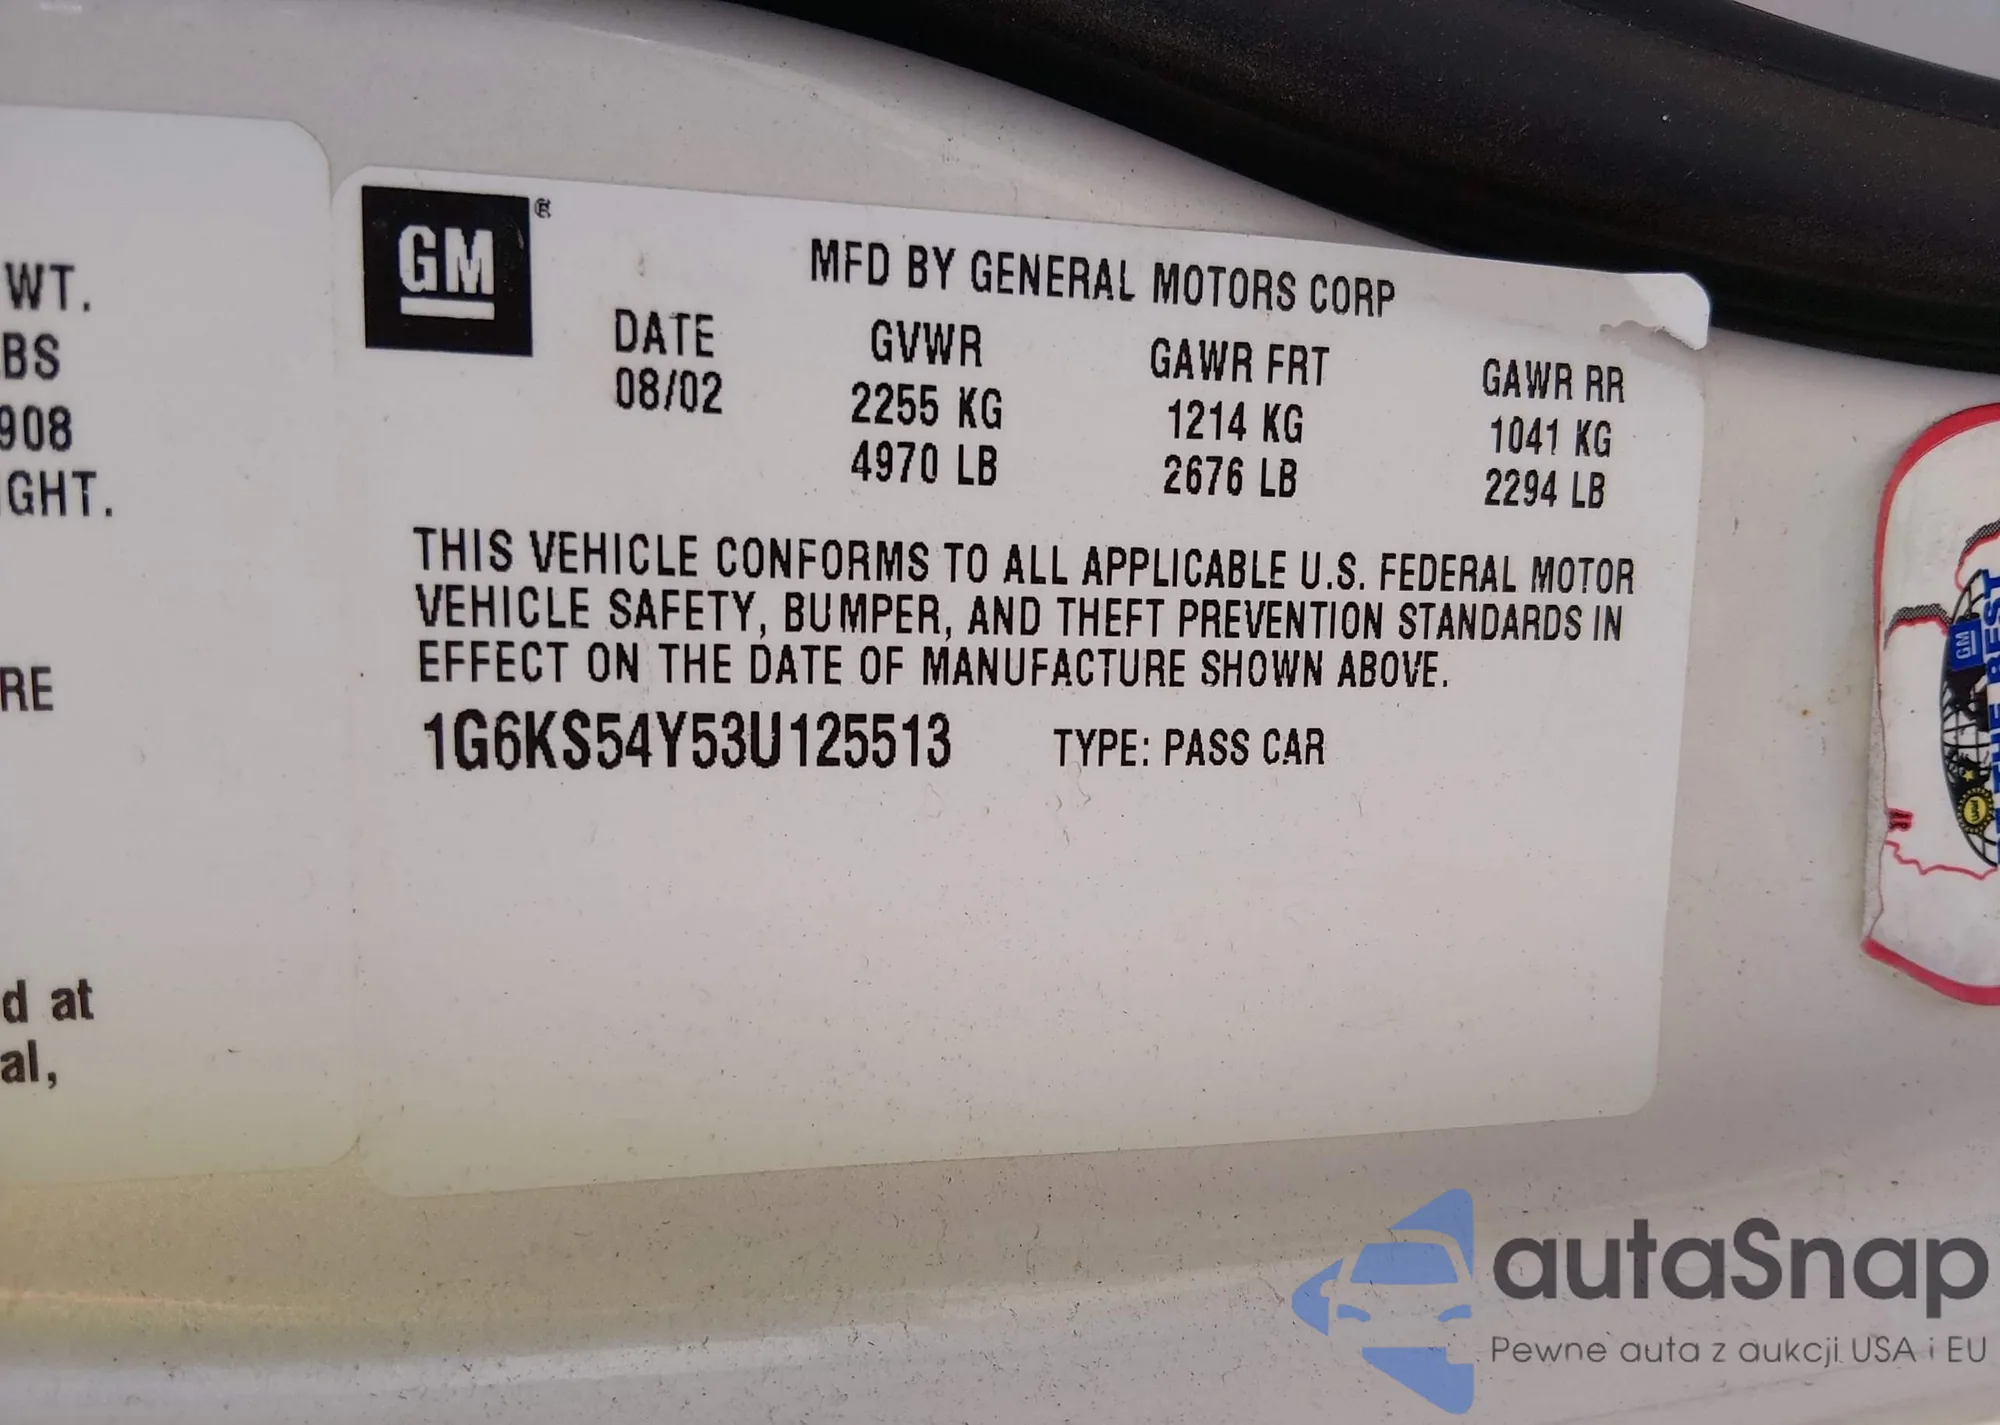 WT.
BS
908
GHT.
RE
d at
al,
GM®
MFD BY GENERAL MOTORS CORP
DATE GVWR GAWR FRT GAWR RR
08/02 2255 KG 1214 KG 1041 KG
4970 LB 2676 LB 2294 LB
THIS VEHICLE CONFORMS TO ALL APPLICABLE U.S. FEDERAL MOTOR
VEHICLE SAFETY, BUMPER, AND THEFT PREVENTION STANDARDS IN
EFFECT ON THE DATE OF MANUFACTURE SHOWN ABOVE.
1G6KS54Y53U125513 TYPE: PASS CAR
GM
THE BEST
autaSnap
Pewne auta z aukcji USA i EU